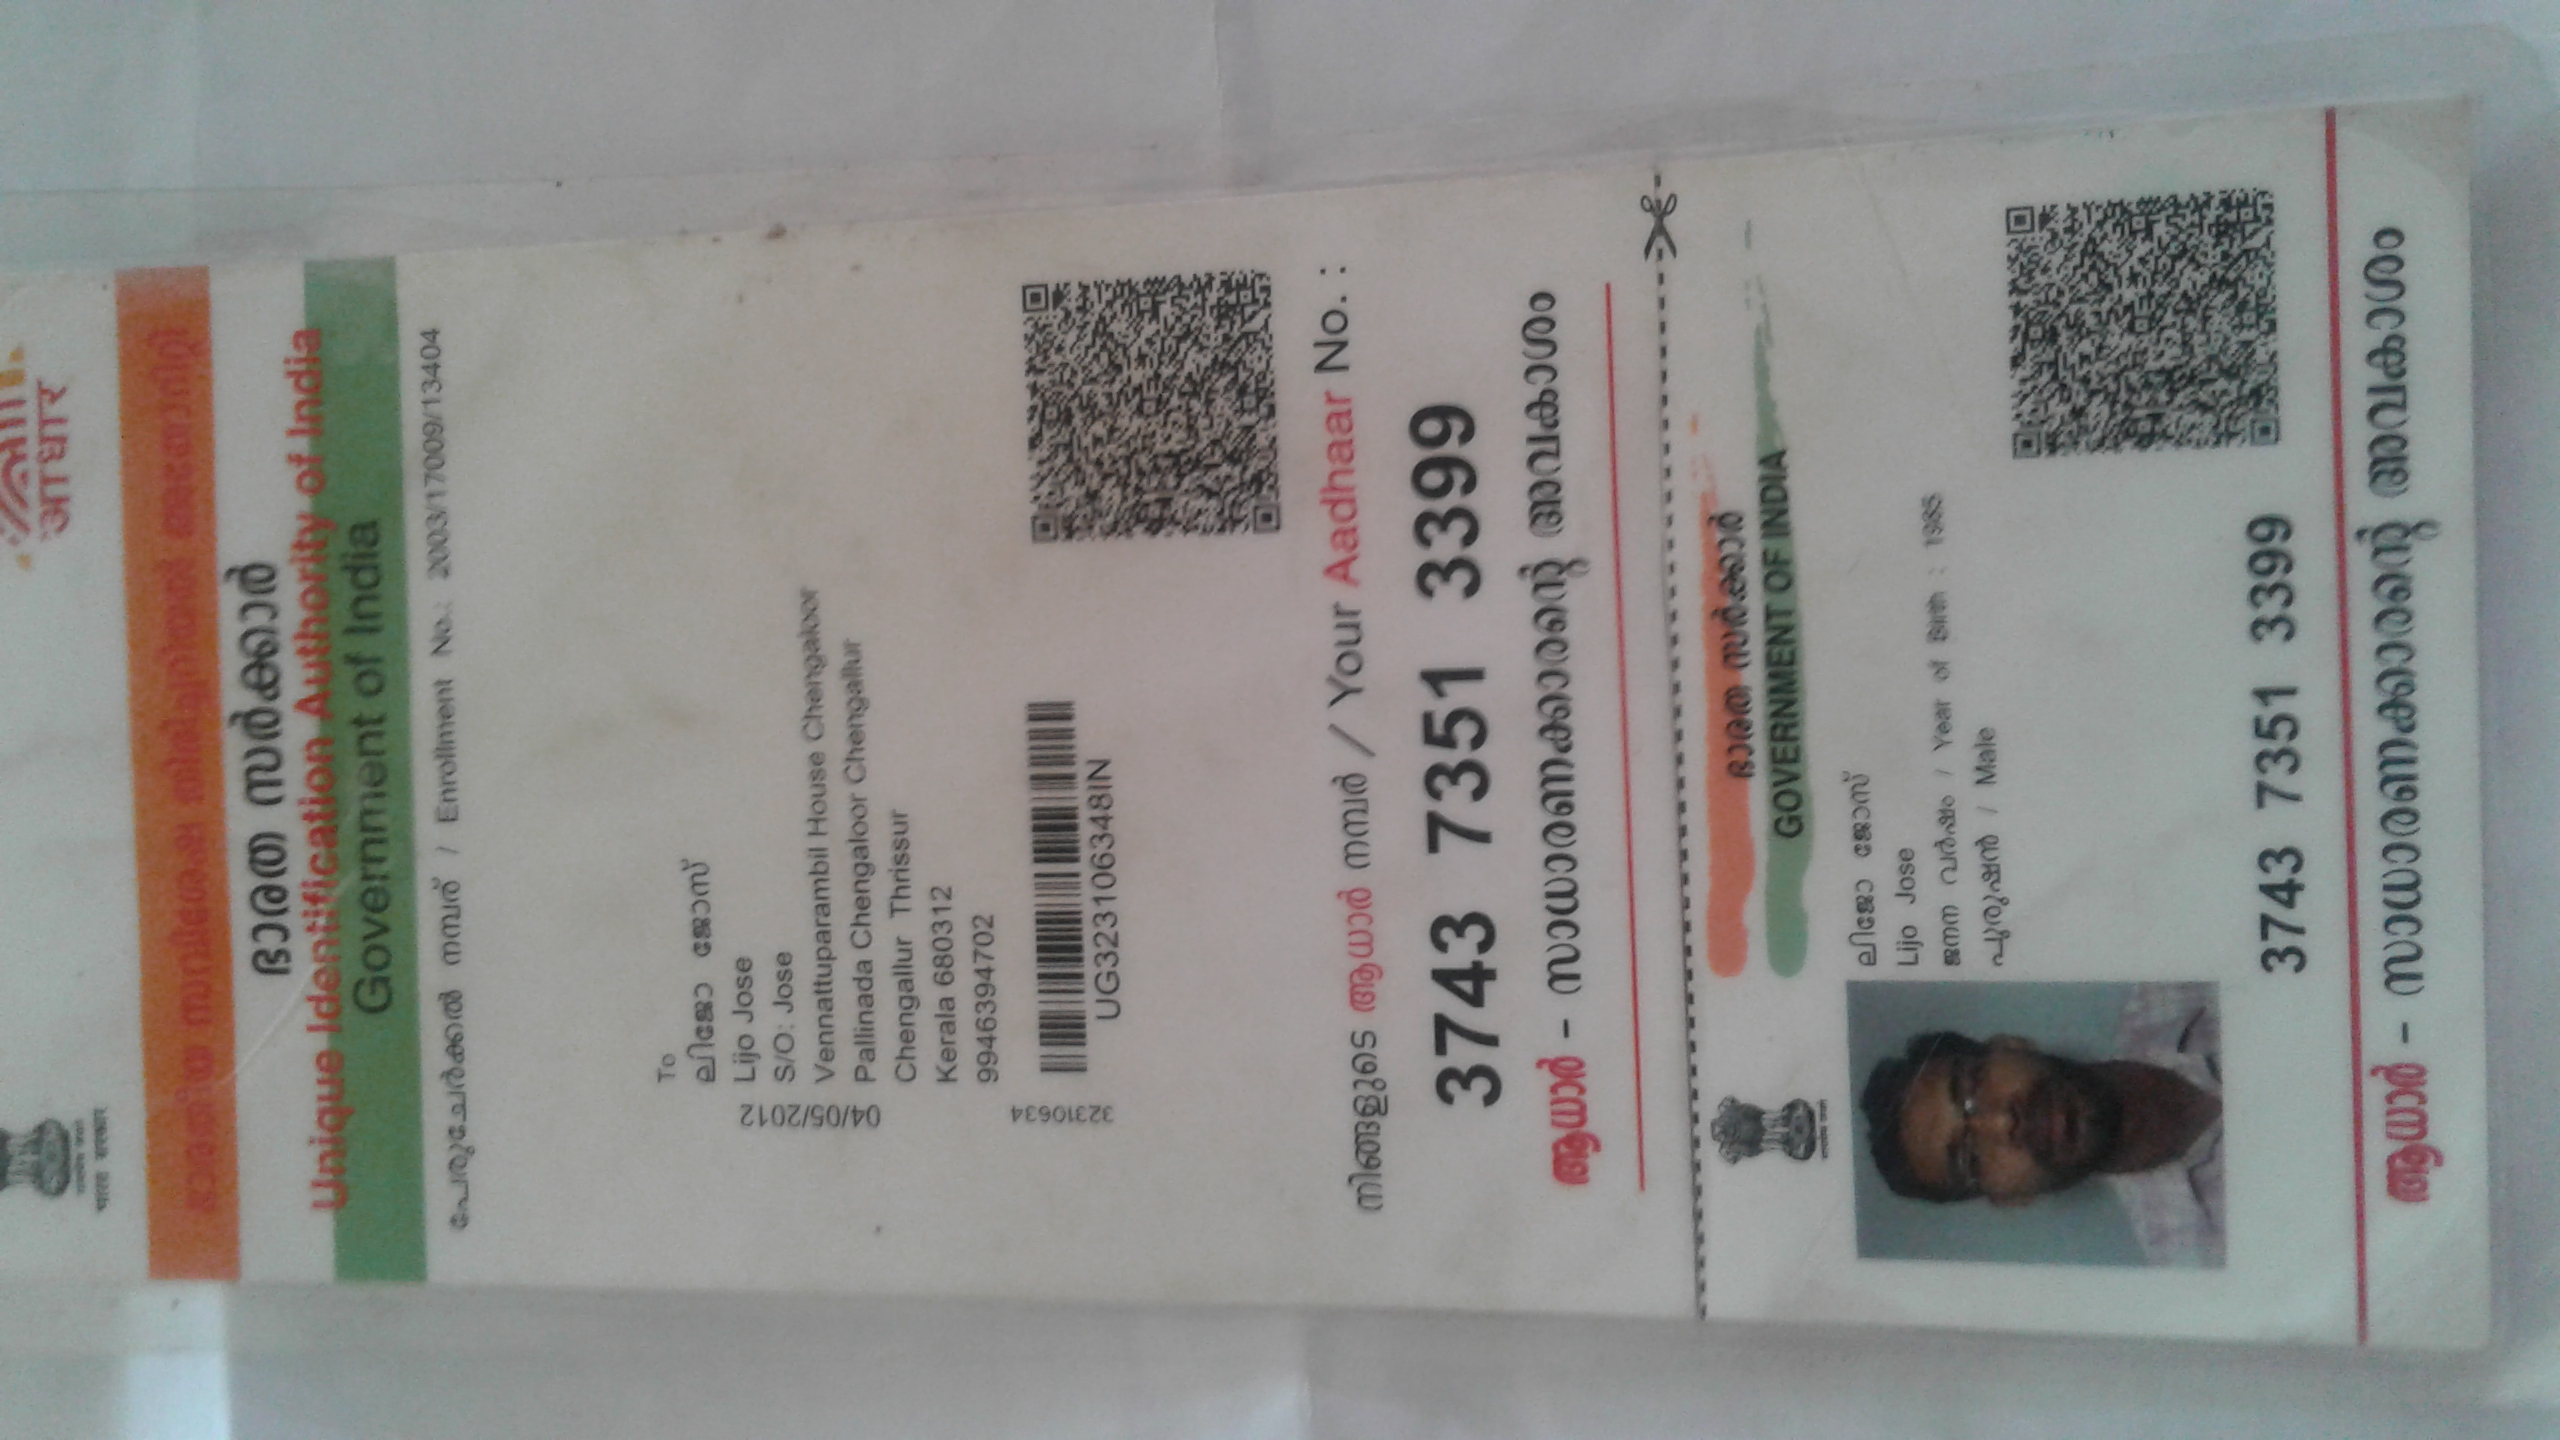 आधार
भारत सरकार
ഭാരതീയ സവിശേഷ തിരിച്ചറിയൽ അതോറിറ്റി
ഭാരത സർക്കാർ
Unique Identification Authority of India
Government of India
പേരുചേർക്കൽ നമ്പര് / Enrollment No.: 2003/17009/13404
To
ലിജോ ജോസ്
Lijo Jose
S/O: Jose
Vennattuparambil House Chengaloor
Pallinada Chengaloor Chengallur
Chengallur Thrissur
Kerala 680312
9946394702
04/05/2012
32310634
UG323106348IN
നിങ്ങളുടെ ആധാർ നമ്പർ / Your Aadhaar No. :
3743 7351 3399
ആധാർ - സാധാരണക്കാരന്റെ അവകാശം
ഭാരത സർക്കാർ
GOVERNMENT OF INDIA
ലിജോ ജോസ്
Lijo Jose
ജനന വർഷം / Year of Birth : 1985
പുരുഷൻ / Male
3743 7351 3399
ആധാർ - സാധാരണക്കാരന്റെ അവകാശം